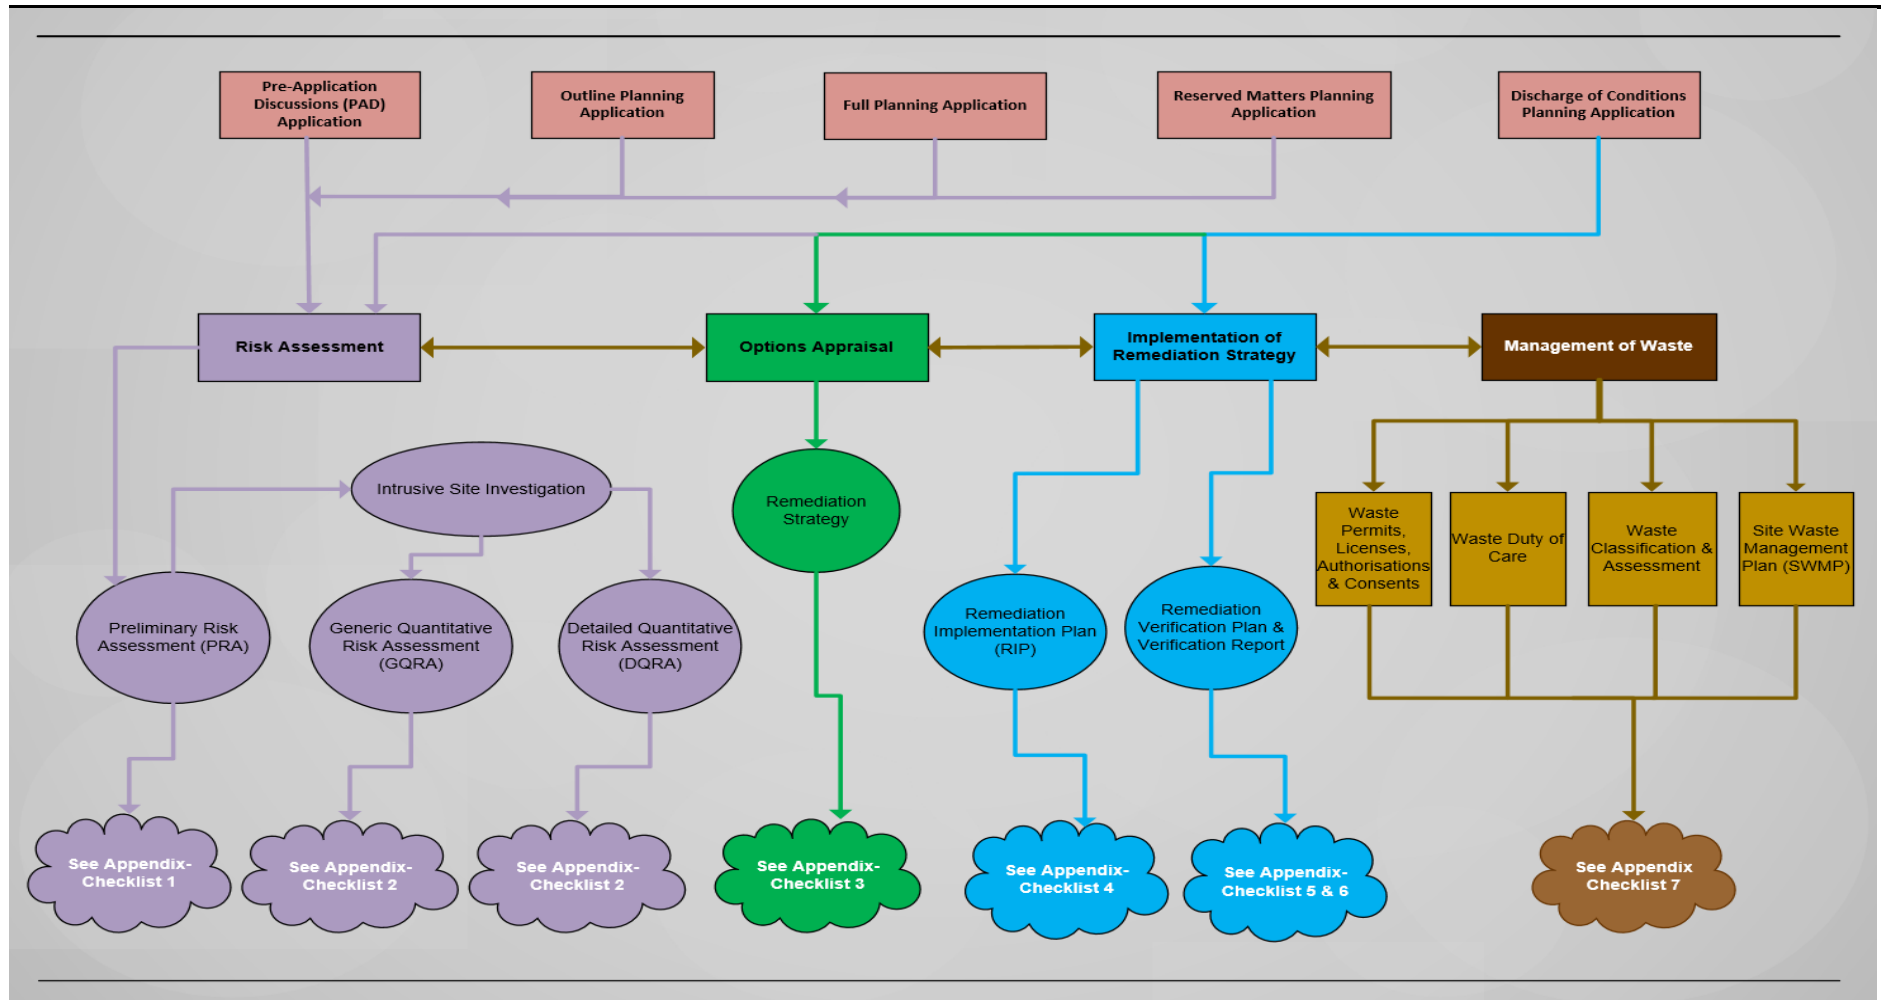 Pre-Application
Discussions (PAD)
Application
Outline Planning
Application
Full Planning Application
Reserved Matters Planning
Application
Discharge of Conditions
Planning Application
Risk Assessment
Options Appraisal
Implementation of
Remediation Strategy
Management of Waste
Intrusive Site Investigation
Remediation
Strategy
Waste
Permits,
Licenses,
Authorisations
& Consents
Waste Duty of
Care
Waste
Classification &
Assessment
Site Waste
Management
Plan (SWMP)
Preliminary Risk
Assessment (PRA)
Generic Quantitative
Risk Assessment
(GQRA)
Detailed Quantitative
Risk Assessment
(DQRA)
Remediation
Implementation Plan
(RIP)
Remediation
Verification Plan &
Verification Report
See Appendix-
Checklist 1
See Appendix-
Checklist 2
See Appendix-
Checklist 2
See Appendix-
Checklist 3
See Appendix-
Checklist 4
See Appendix-
Checklist 5 & 6
See Appendix
Checklist 7